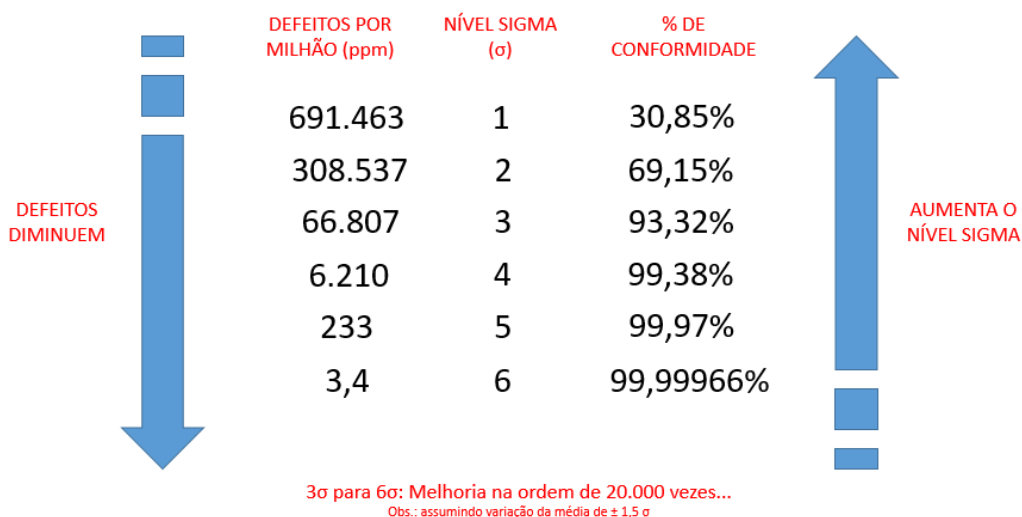 DEFEITOS POR
MILHÃO (ppm)
NÍVEL SIGMA
(σ)
% DE
CONFORMIDADE
691.463 1 30,85%
308.537 2 69,15%
66.807 3 93,32%
6.210 4 99,38%
233 5 99,97%
3,4 6 99,99966%
DEFEITOS
DIMINUEM
AUMENTA O
NÍVEL SIGMA
3σ para 6σ: Melhoria na ordem de 20.000 vezes...
Obs.: assumindo variação da média de ± 1,5 σ